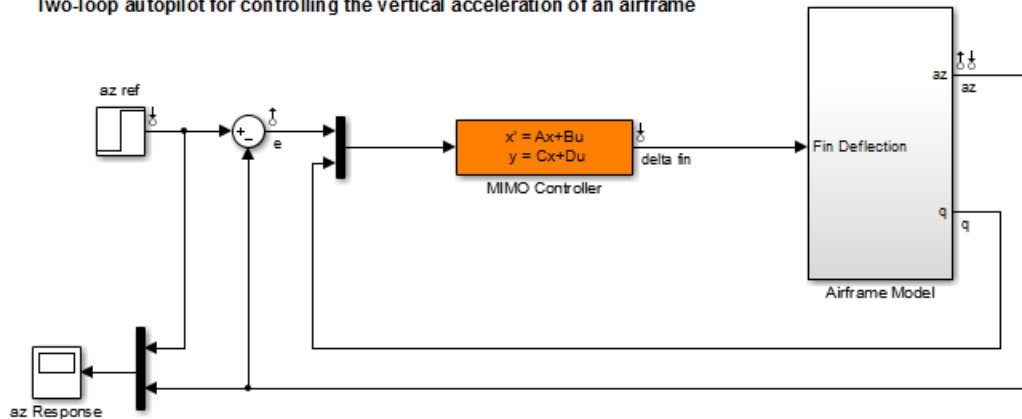 Two-loop autopilot for controlling the vertical acceleration of an airframe
az ref
+
-
e
x' = Ax+Bu
y = Cx+Du
MIMO Controller
delta fin
Fin Deflection
az
az
q
q
Airframe Model
az Response